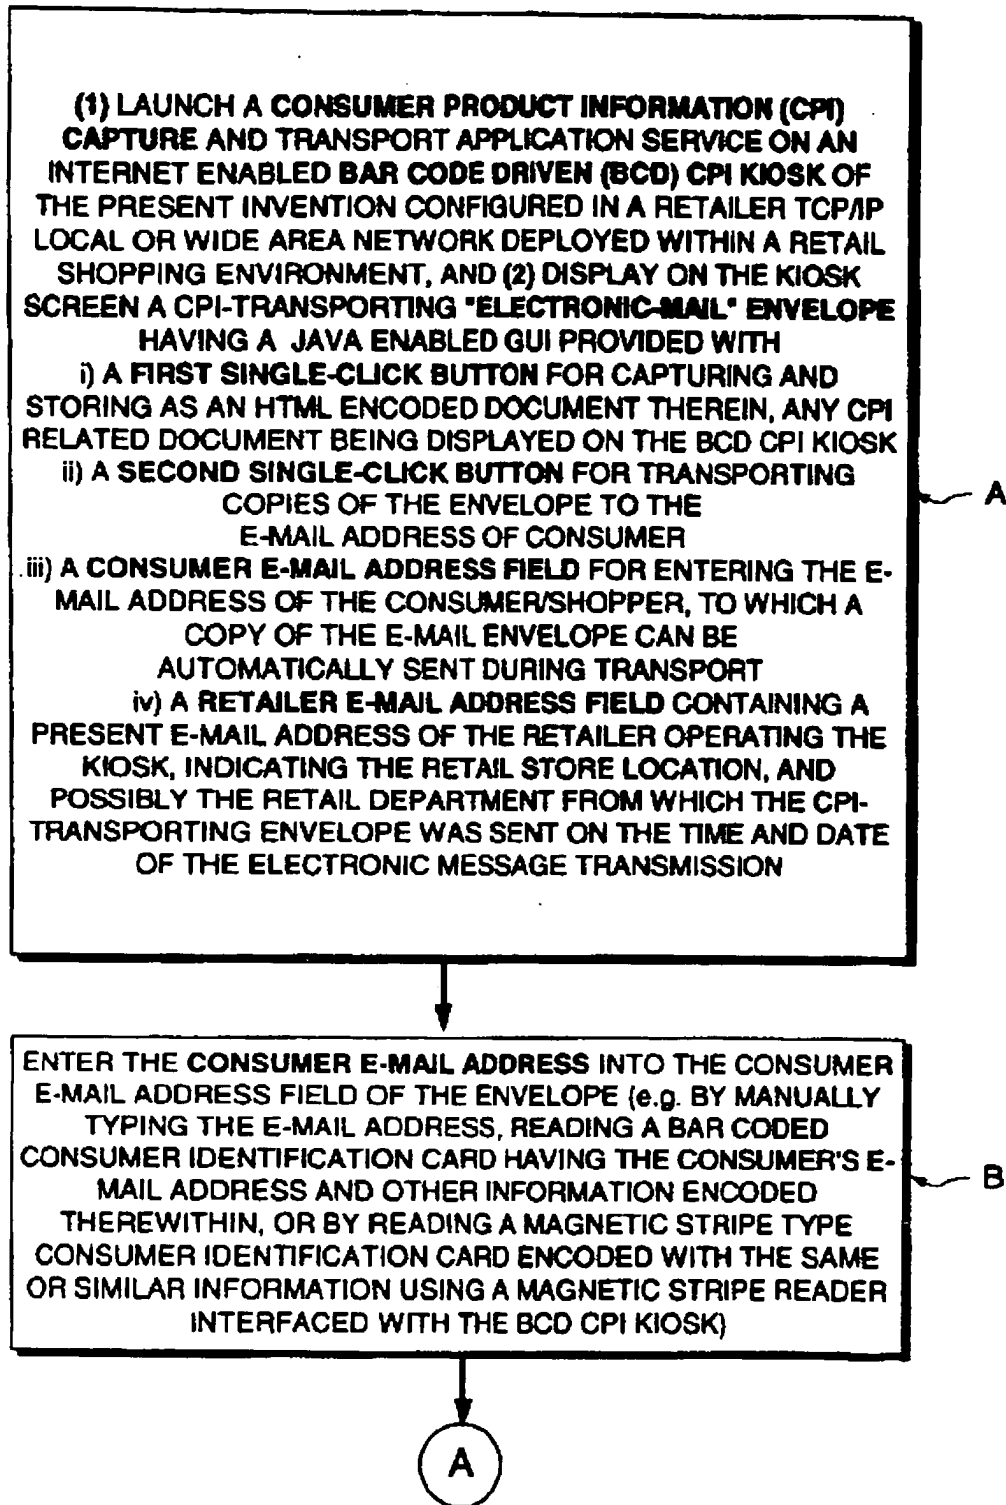 (1) LAUNCH A CONSUMER PRODUCT INFORMATION (CPI)
CAPTURE AND TRANSPORT APPLICATION SERVICE ON AN
INTERNET ENABLED BAR CODE DRIVEN (BCD) CPI KIOSK OF
THE PRESENT INVENTION CONFIGURED IN A RETAILER TCP/IP
LOCAL OR WIDE AREA NETWORK DEPLOYED WITHIN A RETAIL
SHOPPING ENVIRONMENT, AND (2) DISPLAY ON THE KIOSK
SCREEN A CPI-TRANSPORTING "ELECTRONIC-MAIL" ENVELOPE
HAVING A JAVA ENABLED GUI PROVIDED WITH
i) A FIRST SINGLE-CLICK BUTTON FOR CAPTURING AND
STORING AS AN HTML ENCODED DOCUMENT THEREIN, ANY CPI
RELATED DOCUMENT BEING DISPLAYED ON THE BCD CPI KIOSK
ii) A SECOND SINGLE-CLICK BUTTON FOR TRANSPORTING
COPIES OF THE ENVELOPE TO THE
E-MAIL ADDRESS OF CONSUMER
iii) A CONSUMER E-MAIL ADDRESS FIELD FOR ENTERING THE E-
MAIL ADDRESS OF THE CONSUMER/SHOPPER, TO WHICH A
COPY OF THE E-MAIL ENVELOPE CAN BE
AUTOMATICALLY SENT DURING TRANSPORT
iv) A RETAILER E-MAIL ADDRESS FIELD CONTAINING A
PRESENT E-MAIL ADDRESS OF THE RETAILER OPERATING THE
KIOSK, INDICATING THE RETAIL STORE LOCATION, AND
POSSIBLY THE RETAIL DEPARTMENT FROM WHICH THE CPI-
TRANSPORTING ENVELOPE WAS SENT ON THE TIME AND DATE
OF THE ELECTRONIC MESSAGE TRANSMISSION
A
ENTER THE CONSUMER E-MAIL ADDRESS INTO THE CONSUMER
E-MAIL ADDRESS FIELD OF THE ENVELOPE (e.g. BY MANUALLY
TYPING THE E-MAIL ADDRESS, READING A BAR CODED
CONSUMER IDENTIFICATION CARD HAVING THE CONSUMER'S E-
MAIL ADDRESS AND OTHER INFORMATION ENCODED
THEREWITHIN, OR BY READING A MAGNETIC STRIPE TYPE
CONSUMER IDENTIFICATION CARD ENCODED WITH THE SAME
OR SIMILAR INFORMATION USING A MAGNETIC STRIPE READER
INTERFACED WITH THE BCD CPI KIOSK)
B
A